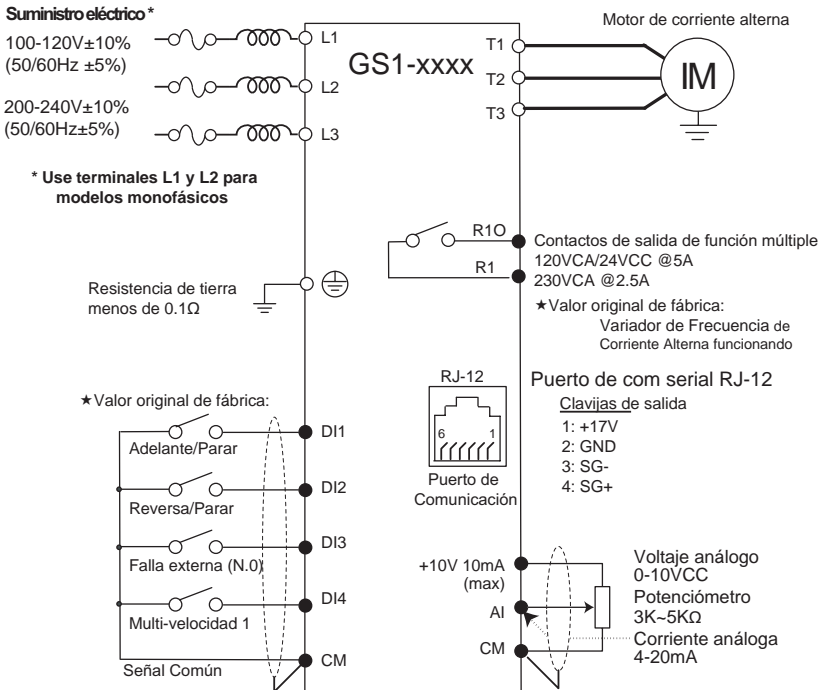 Suministro eléctrico *
100-120V±10%
(50/60Hz ±5%)
200-240V±10%
(50/60Hz±5%)
* Use terminales L1 y L2 para
modelos monofásicos
L1
L2
L3
GS1-xxxx
T1
T2
T3
Motor de corriente alterna
IM
R1O
R1
Contactos de salida de función múltiple
120VCA/24VCC @5A
230VCA @2.5A
★Valor original de fábrica:
Variador de Frecuencia de
Corriente Alterna funcionando
Resistencia de tierra
menos de 0.1Ω
★Valor original de fábrica:
Adelante/Parar
DI1
Reversa/Parar
DI2
Falla externa (N.0)
DI3
Multi-velocidad 1
DI4
Señal Común
CM
RJ-12
6 1
Puerto de
Comunicación
Puerto de com serial RJ-12
Clavijas de salida
1: +17V
2: GND
3: SG-
4: SG+
+10V 10mA
(max)
AI
CM
Voltaje análogo
0-10VCC
Potenciómetro
3K~5KΩ
Corriente análoga
4-20mA